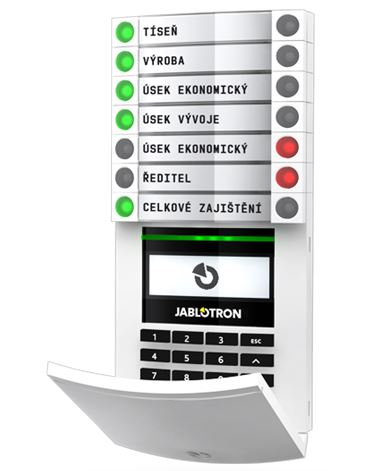 TÍSEŇ
VÝROBA
ÚSEK EKONOMICKÝ
ÚSEK VÝVOJE
ÚSEK EKONOMICKÝ
ŘEDITEL
CELKOVÉ ZAJIŠTĚNÍ
JABLOTRON
1 2 3 ESC
4 5 6
7 8 9